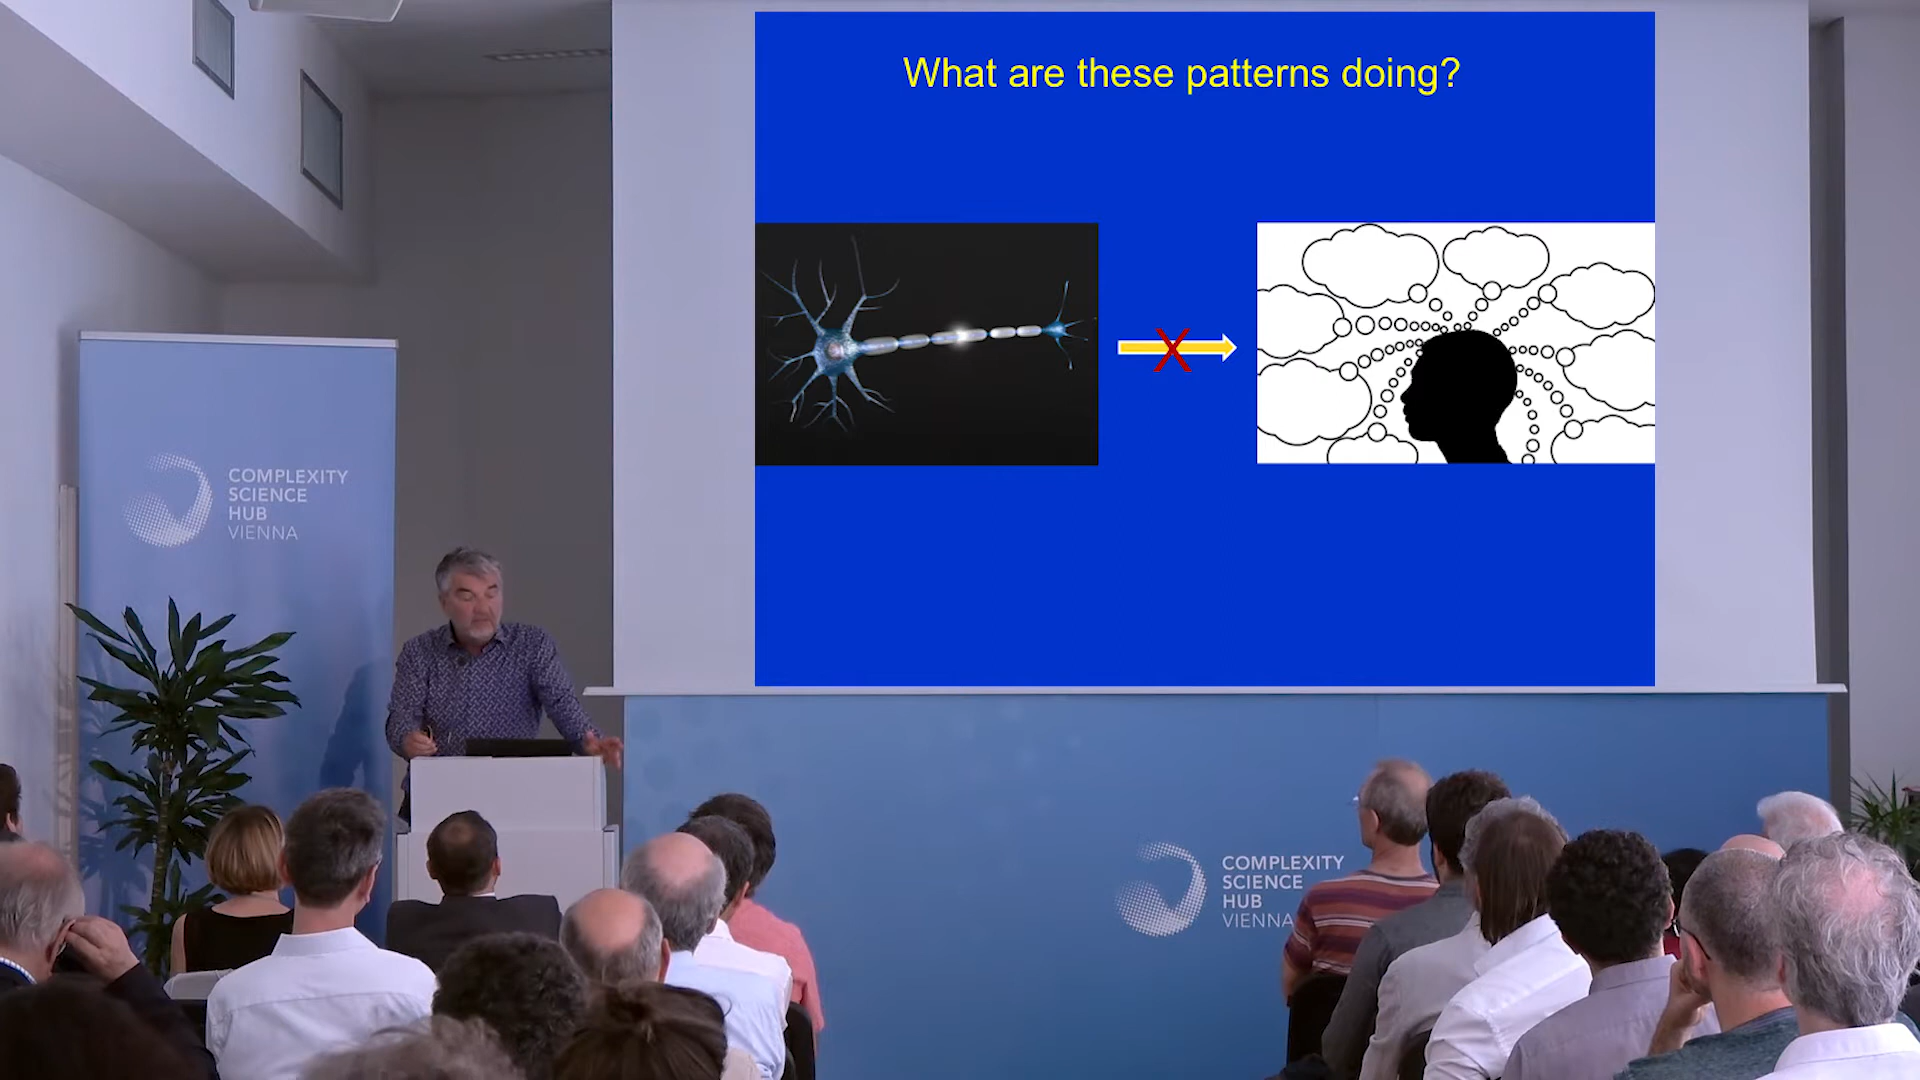 What are these patterns doing?
X
COMPLEXITY
SCIENCE
HUB
VIENNA
COMPLEXITY
SCIENCE
HUB
VIENNA